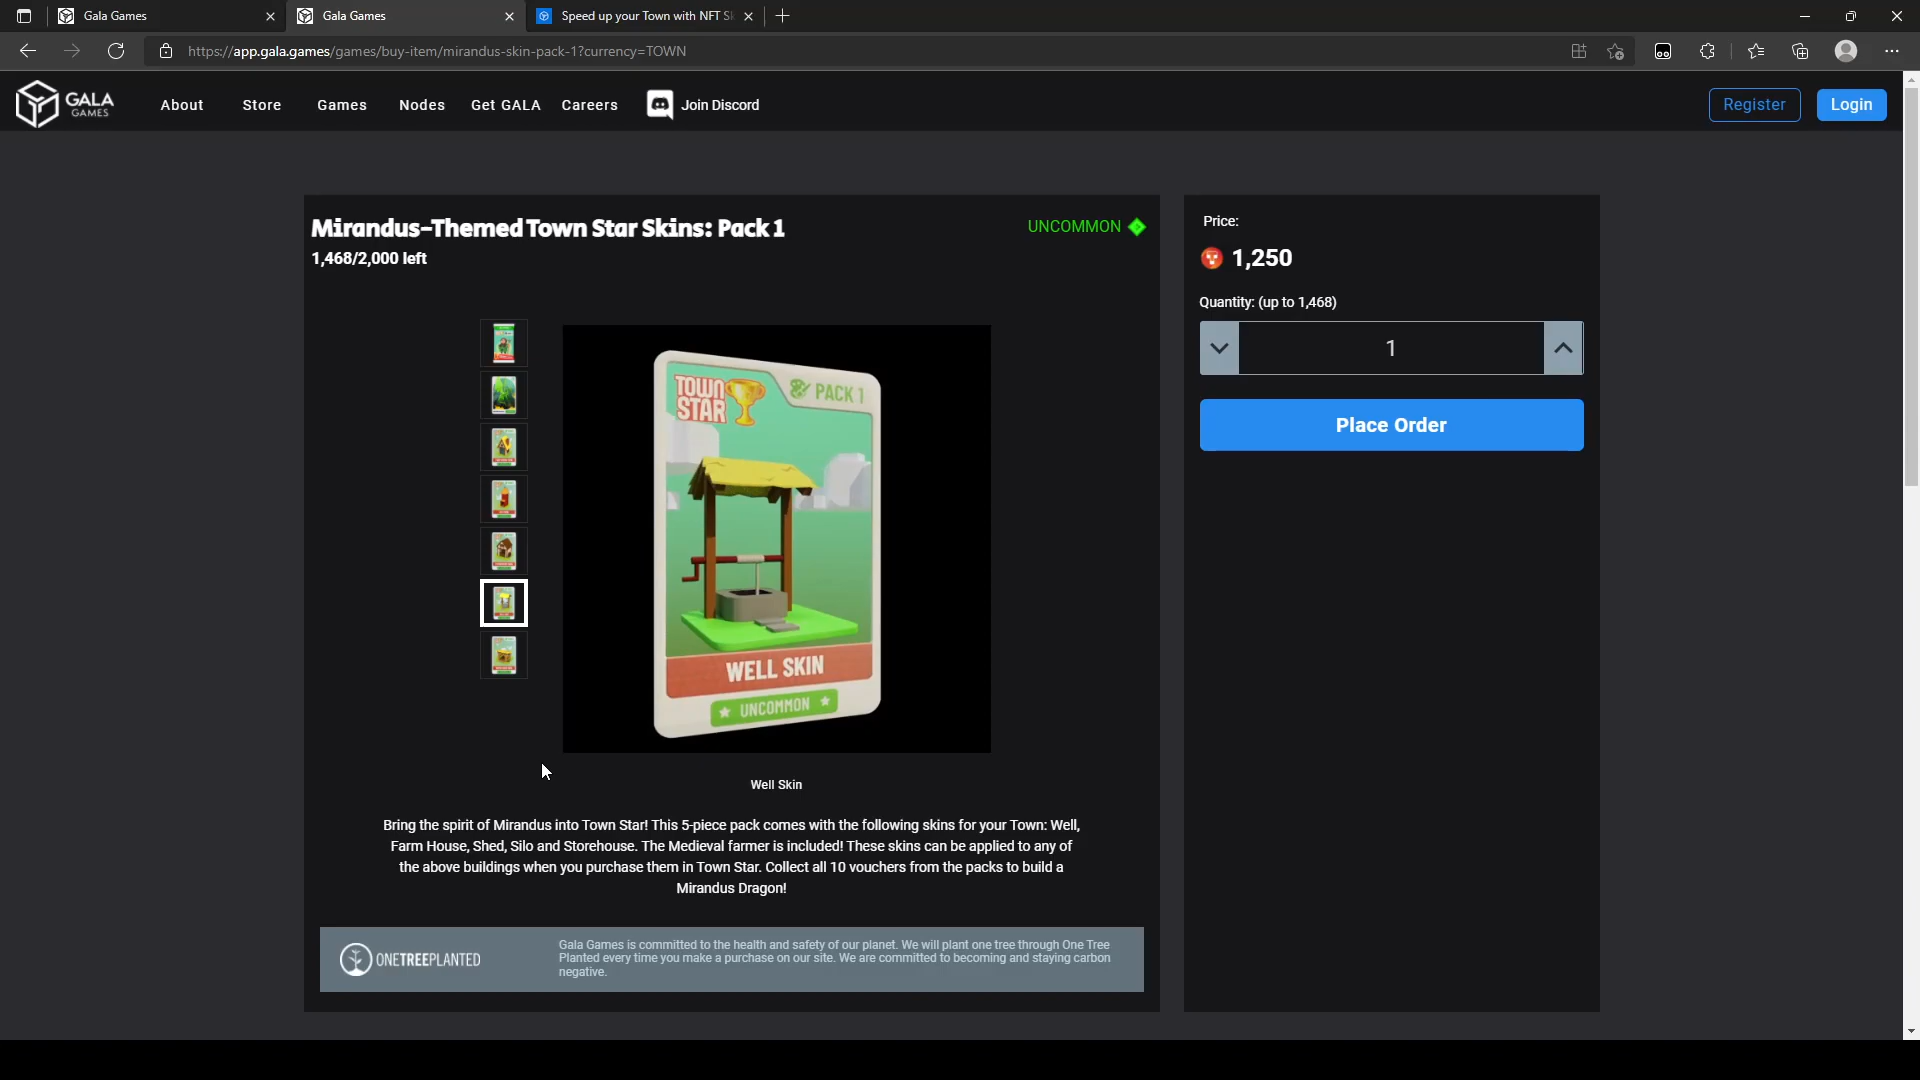 Gala Games
Gala Games
Speed up your Town with NFT Sk
https://app.gala.games/games/buy-item/mirandus-skin-pack-1?currency=TOWN
GALA
GAMES
About
Store
Games
Nodes
Get GALA
Careers
Join Discord
Register
Login
Mirandus-Themed Town Star Skins: Pack 1
UNCOMMON
1,468/2,000 left
Price:
1,250
Quantity: (up to 1,468)
1
Place Order
TOWN
STAR
PACK 1
WELL SKIN
UNCOMMON
Well Skin
Bring the spirit of Mirandus into Town Star! This 5-piece pack comes with the following skins for your Town: Well,
Farm House, Shed, Silo and Storehouse. The Medieval farmer is included! These skins can be applied to any of
the above buildings when you purchase them in Town Star. Collect all 10 vouchers from the packs to build a
Mirandus Dragon!
ONETREEPLANTED
Gala Games is committed to the health and safety of our planet. We will plant one tree through One Tree
Planted every time you make a purchase on our site. We are committed to becoming and staying carbon
negative.